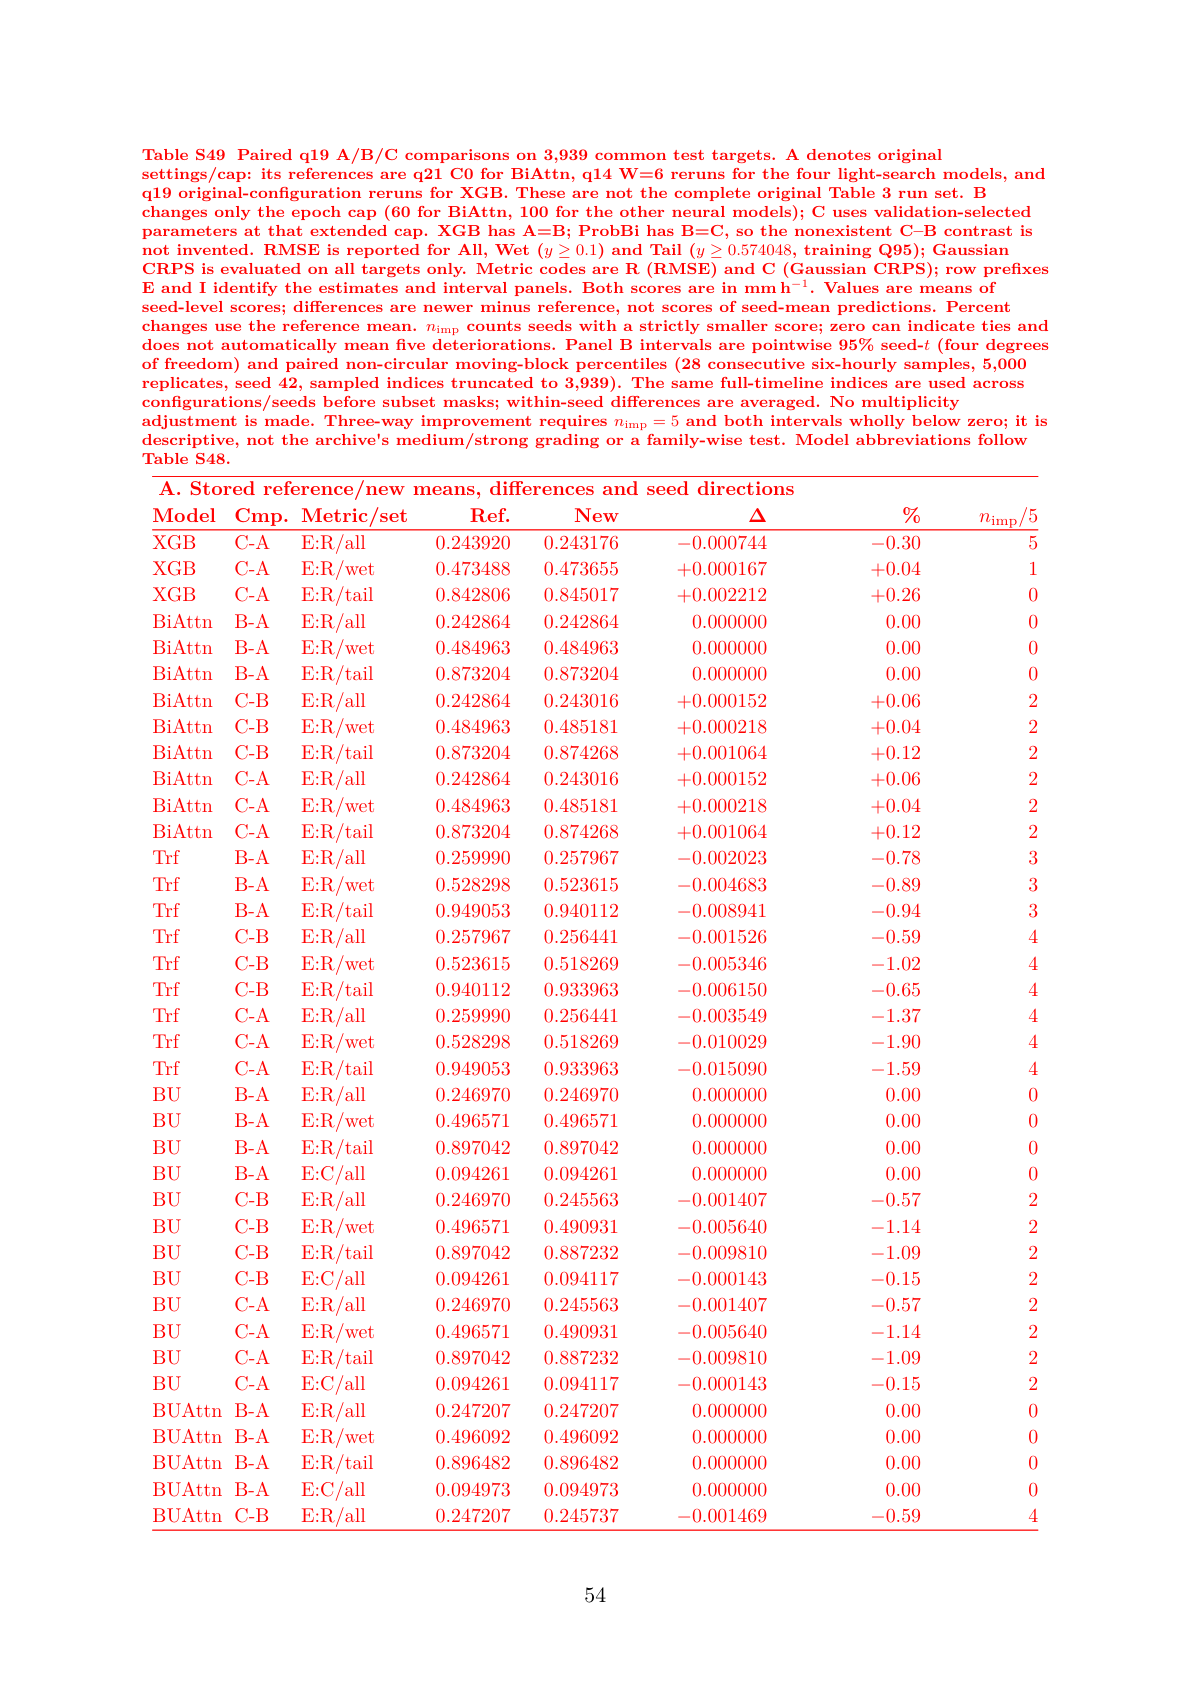 Table S49 Paired q19 A/B/C comparisons on 3,939 common test targets. A denotes original
settings/cap: its references are q21 C0 for BiAttn, q14 W=6 reruns for the four light-search models, and
q19 original-configuration reruns for XGB. These are not the complete original Table 3 run set. B
changes only the epoch cap (60 for BiAttn, 100 for the other neural models); C uses validation-selected
parameters at that extended cap. XGB has A=B; ProbBi has B=C, so the nonexistent C–B contrast is
not invented. RMSE is reported for All, Wet (y ≥ 0.1) and Tail (y ≥ 0.574048, training Q95); Gaussian
CRPS is evaluated on all targets only. Metric codes are R (RMSE) and C (Gaussian CRPS); row prefixes
E and I identify the estimates and interval panels. Both scores are in mm h⁻¹. Values are means of
seed-level scores; differences are newer minus reference, not scores of seed-mean predictions. Percent
changes use the reference mean. n_imp counts seeds with a strictly smaller score; zero can indicate ties and
does not automatically mean five deteriorations. Panel B intervals are pointwise 95% seed-t (four degrees
of freedom) and paired non-circular moving-block percentiles (28 consecutive six-hourly samples, 5,000
replicates, seed 42, sampled indices truncated to 3,939). The same full-timeline indices are used across
configurations/seeds before subset masks; within-seed differences are averaged. No multiplicity
adjustment is made. Three-way improvement requires n_imp = 5 and both intervals wholly below zero; it is
descriptive, not the archive's medium/strong grading or a family-wise test. Model abbreviations follow
Table S48.
A. Stored reference/new means, differences and seed directions
Model Cmp. Metric/set Ref. New Δ % n_imp/5
XGB C-A E:R/all 0.243920 0.243176 −0.000744 −0.30 5
XGB C-A E:R/wet 0.473488 0.473655 +0.000167 +0.04 1
XGB C-A E:R/tail 0.842806 0.845017 +0.002212 +0.26 0
BiAttn B-A E:R/all 0.242864 0.242864 0.000000 0.00 0
BiAttn B-A E:R/wet 0.484963 0.484963 0.000000 0.00 0
BiAttn B-A E:R/tail 0.873204 0.873204 0.000000 0.00 0
BiAttn C-B E:R/all 0.242864 0.243016 +0.000152 +0.06 2
BiAttn C-B E:R/wet 0.484963 0.485181 +0.000218 +0.04 2
BiAttn C-B E:R/tail 0.873204 0.874268 +0.001064 +0.12 2
BiAttn C-A E:R/all 0.242864 0.243016 +0.000152 +0.06 2
BiAttn C-A E:R/wet 0.484963 0.485181 +0.000218 +0.04 2
BiAttn C-A E:R/tail 0.873204 0.874268 +0.001064 +0.12 2
Trf B-A E:R/all 0.259990 0.257967 −0.002023 −0.78 3
Trf B-A E:R/wet 0.528298 0.523615 −0.004683 −0.89 3
Trf B-A E:R/tail 0.949053 0.940112 −0.008941 −0.94 3
Trf C-B E:R/all 0.257967 0.256441 −0.001526 −0.59 4
Trf C-B E:R/wet 0.523615 0.518269 −0.005346 −1.02 4
Trf C-B E:R/tail 0.940112 0.933963 −0.006150 −0.65 4
Trf C-A E:R/all 0.259990 0.256441 −0.003549 −1.37 4
Trf C-A E:R/wet 0.528298 0.518269 −0.010029 −1.90 4
Trf C-A E:R/tail 0.949053 0.933963 −0.015090 −1.59 4
BU B-A E:R/all 0.246970 0.246970 0.000000 0.00 0
BU B-A E:R/wet 0.496571 0.496571 0.000000 0.00 0
BU B-A E:R/tail 0.897042 0.897042 0.000000 0.00 0
BU B-A E:C/all 0.094261 0.094261 0.000000 0.00 0
BU C-B E:R/all 0.246970 0.245563 −0.001407 −0.57 2
BU C-B E:R/wet 0.496571 0.490931 −0.005640 −1.14 2
BU C-B E:R/tail 0.897042 0.887232 −0.009810 −1.09 2
BU C-B E:C/all 0.094261 0.094117 −0.000143 −0.15 2
BU C-A E:R/all 0.246970 0.245563 −0.001407 −0.57 2
BU C-A E:R/wet 0.496571 0.490931 −0.005640 −1.14 2
BU C-A E:R/tail 0.897042 0.887232 −0.009810 −1.09 2
BU C-A E:C/all 0.094261 0.094117 −0.000143 −0.15 2
BUAttn B-A E:R/all 0.247207 0.247207 0.000000 0.00 0
BUAttn B-A E:R/wet 0.496092 0.496092 0.000000 0.00 0
BUAttn B-A E:R/tail 0.896482 0.896482 0.000000 0.00 0
BUAttn B-A E:C/all 0.094973 0.094973 0.000000 0.00 0
BUAttn C-B E:R/all 0.247207 0.245737 −0.001469 −0.59 4
54